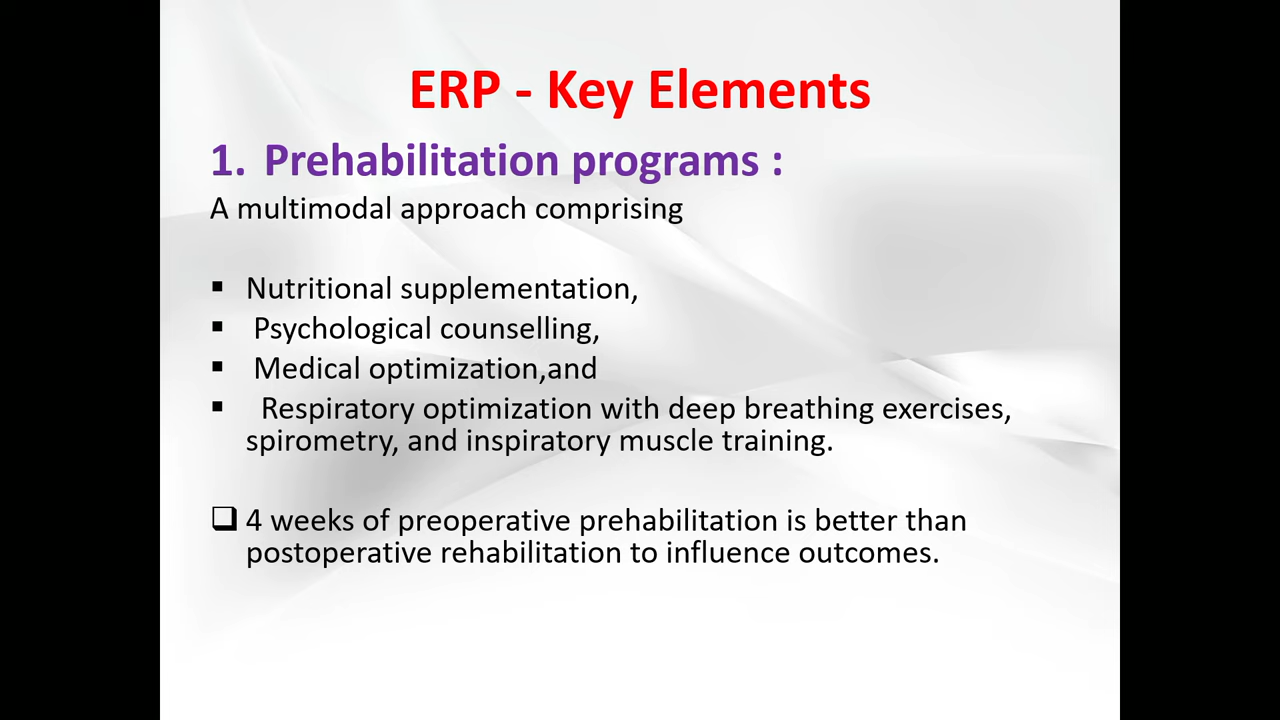 ERP - Key Elements
1. Prehabilitation programs :
A multimodal approach comprising
▪ Nutritional supplementation,
▪ Psychological counselling,
▪ Medical optimization,and
▪ Respiratory optimization with deep breathing exercises,
spirometry, and inspiratory muscle training.
❑ 4 weeks of preoperative prehabilitation is better than
postoperative rehabilitation to influence outcomes.